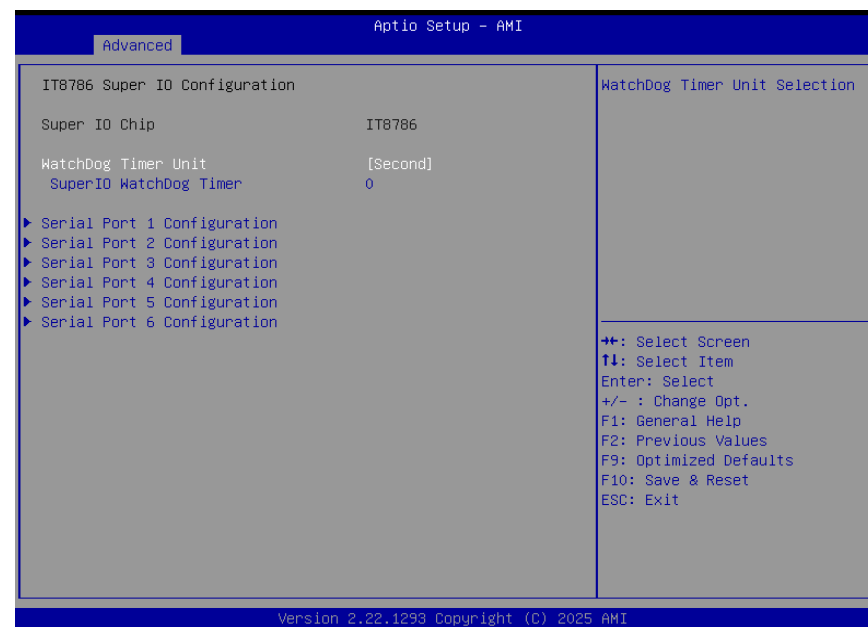 Aptio Setup – AMI
Advanced
IT8786 Super IO Configuration
WatchDog Timer Unit Selection
Super IO Chip IT8786
WatchDog Timer Unit [Second]
SuperIO WatchDog Timer 0
▶ Serial Port 1 Configuration
▶ Serial Port 2 Configuration
▶ Serial Port 3 Configuration
▶ Serial Port 4 Configuration
▶ Serial Port 5 Configuration
▶ Serial Port 6 Configuration
→←: Select Screen
↑↓: Select Item
Enter: Select
+/- : Change Opt.
F1: General Help
F2: Previous Values
F9: Optimized Defaults
F10: Save & Reset
ESC: Exit
Version 2.22.1293 Copyright (C) 2025 AMI